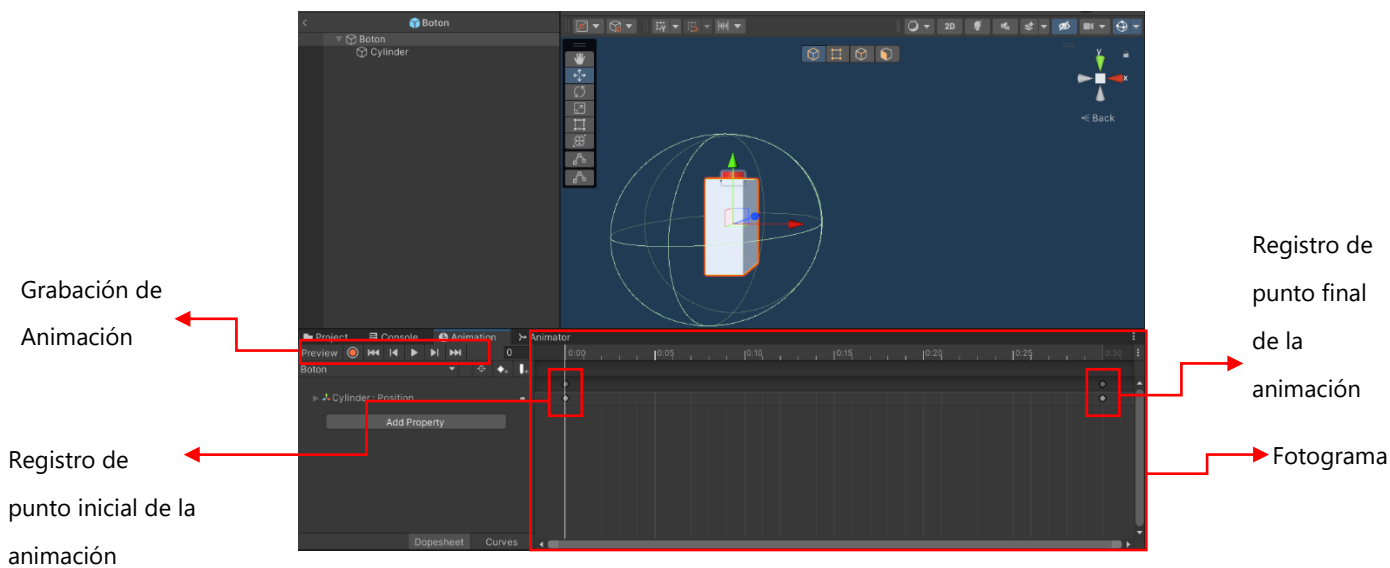 Boton
Boton
Cylinder
2D
y
x
Back
Grabación de
Animación
Registro de
punto final
de la
animación
Fotograma
Registro de
punto inicial de la
animación
Project
Console
Animation
Animator
Preview
0
0:00
0:05
0:10
0:15
0:20
0:25
0:30
Boton
Cylinder : Position
Add Property
Dopesheet
Curves